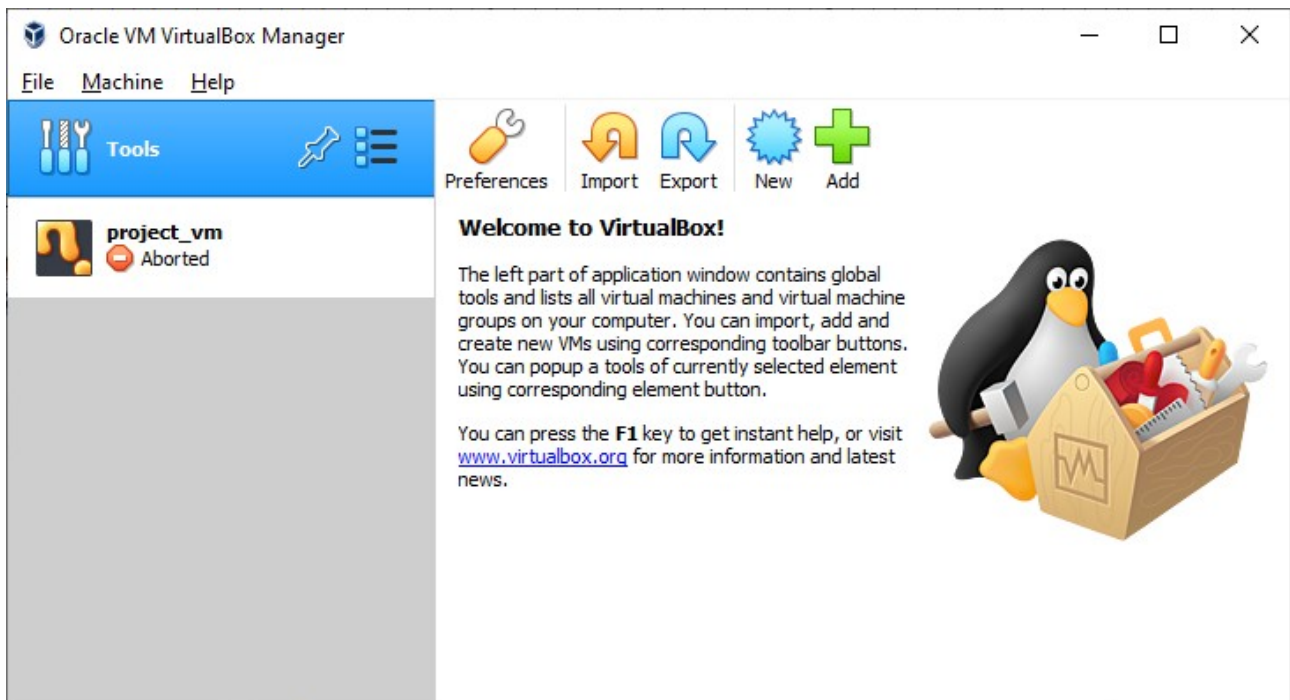 Oracle VM VirtualBox Manager
File Machine Help
Tools
project_vm
Aborted
Preferences Import Export New Add
Welcome to VirtualBox!
The left part of application window contains global
tools and lists all virtual machines and virtual machine
groups on your computer. You can import, add and
create new VMs using corresponding toolbar buttons.
You can popup a tools of currently selected element
using corresponding element button.
You can press the F1 key to get instant help, or visit
www.virtualbox.org for more information and latest
news.